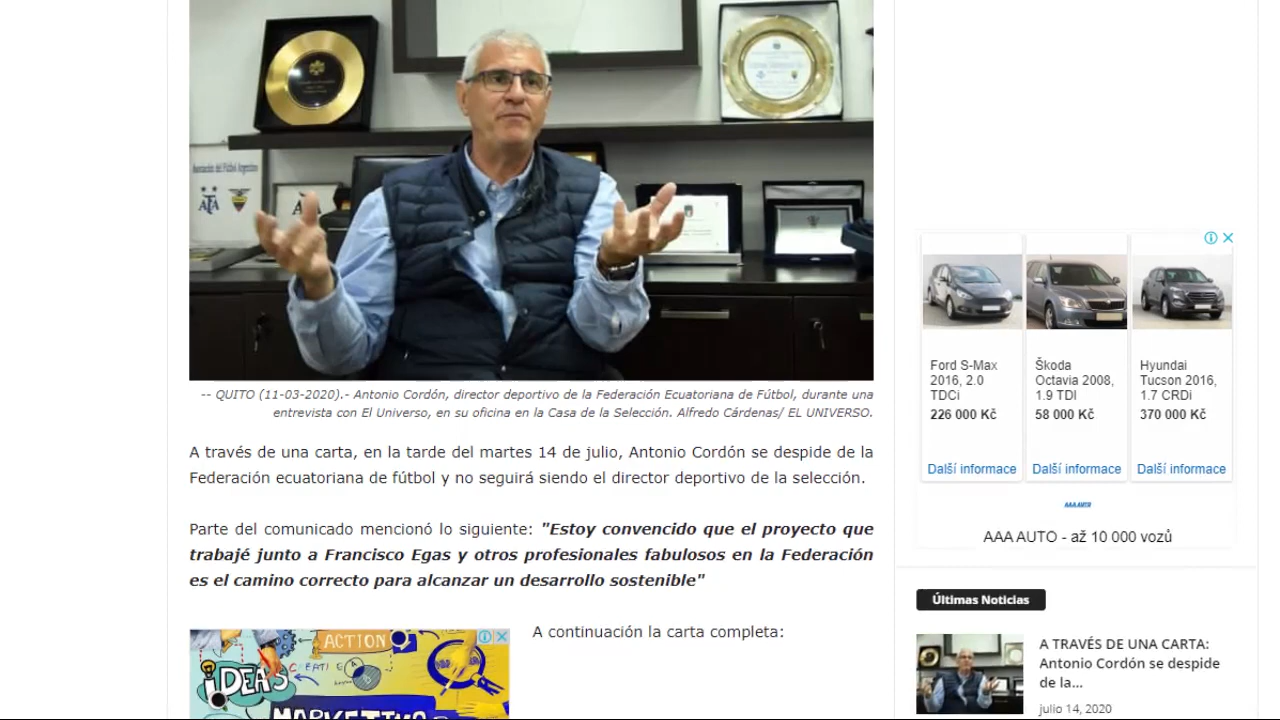 Asociación del Fútbol Argentino
AFA
-- QUITO (11-03-2020).- Antonio Cordón, director deportivo de la Federación Ecuatoriana de Fútbol, durante una
entrevista con El Universo, en su oficina en la Casa de la Selección. Alfredo Cárdenas/ EL UNIVERSO.
A través de una carta, en la tarde del martes 14 de julio, Antonio Cordón se despide de la
Federación ecuatoriana de fútbol y no seguirá siendo el director deportivo de la selección.
Parte del comunicado mencionó lo siguiente: "Estoy convencido que el proyecto que
trabajé junto a Francisco Egas y otros profesionales fabulosos en la Federación
es el camino correcto para alcanzar un desarrollo sostenible"
ACTION
IDEAS
MARKETING
A continuación la carta completa:
Ford S-Max
2016, 2.0
TDCi
226 000 Kč
Další informace
Škoda
Octavia 2008,
1.9 TDI
58 000 Kč
Další informace
Hyundai
Tucson 2016,
1.7 CRDi
370 000 Kč
Další informace
AAA AUTO
AAA AUTO - až 10 000 vozů
Últimas Noticias
A TRAVÉS DE UNA CARTA:
Antonio Cordón se despide
de la...
julio 14, 2020